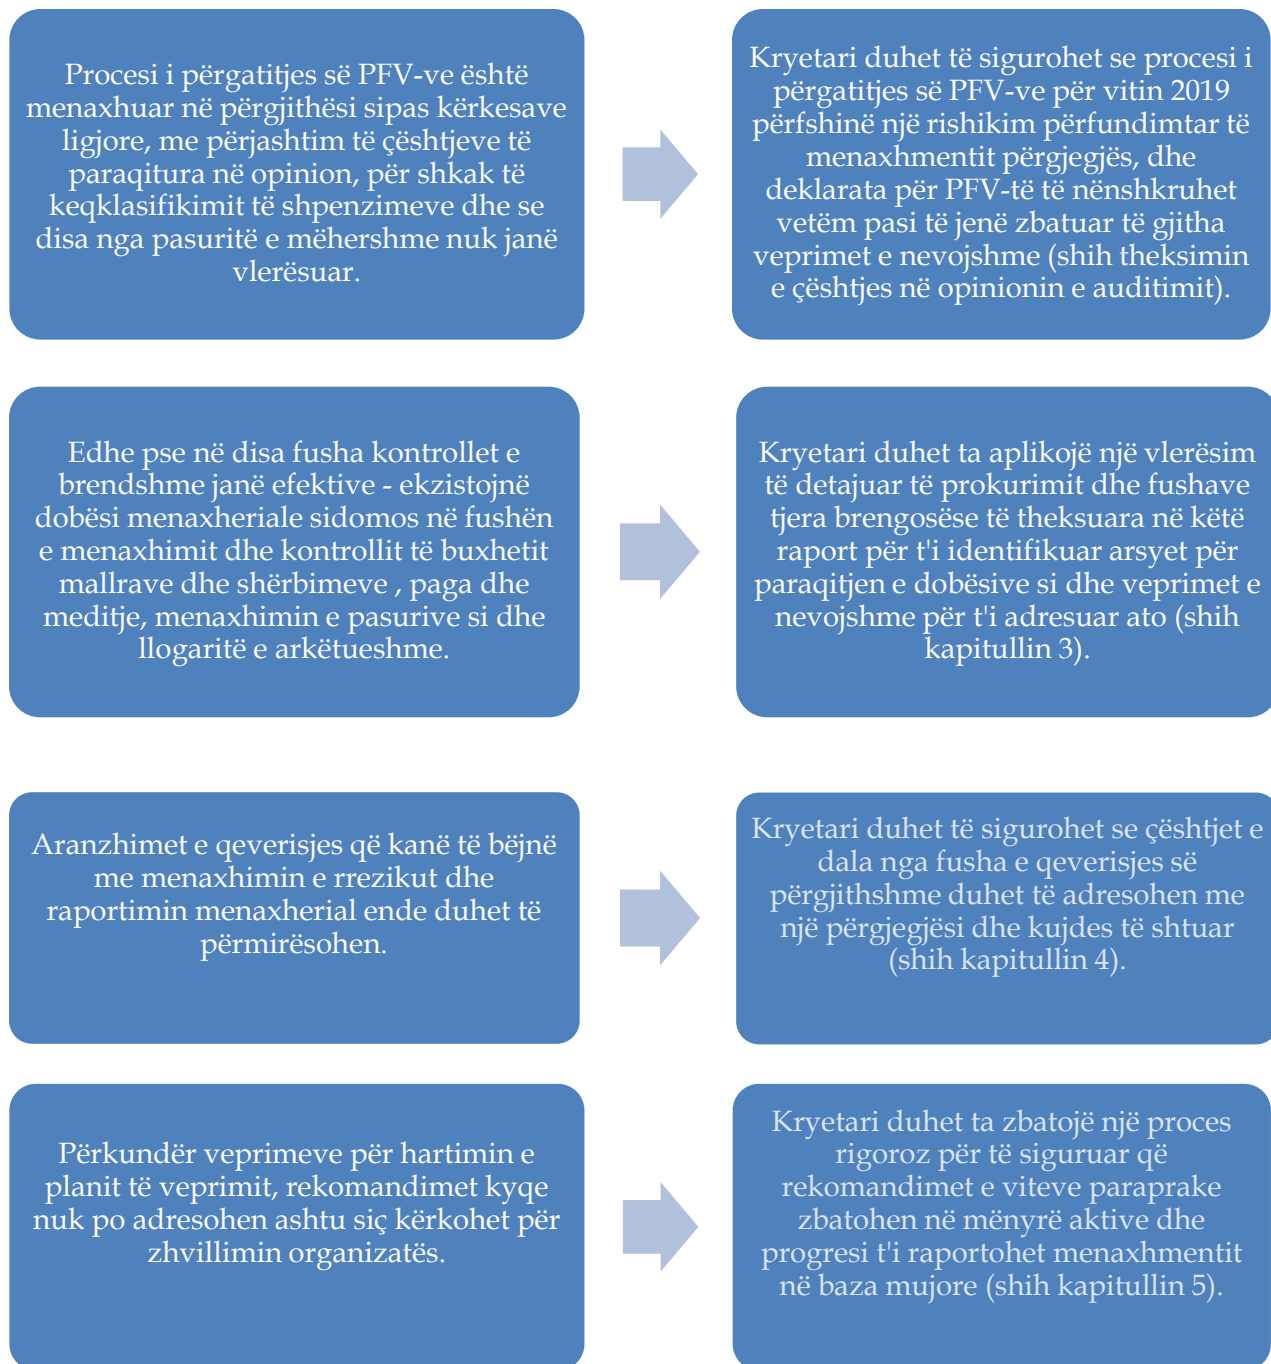 Procesi i përgatitjes së PFV-ve është
menaxhuar në përgjithësi sipas kërkesave
ligjore, me përjashtim të çështjeve të
paraqitura në opinion, për shkak të
keqklasifikimit të shpenzimeve dhe se
disa nga pasuritë e mëhershme nuk janë
vlerësuar.
Kryetari duhet të sigurohet se procesi i
përgatitjes së PFV-ve për vitin 2019
përfshinë një rishikim përfundimtar të
menaxhmentit përgjegjës, dhe
deklarata për PFV-të të nënshkruhet
vetëm pasi të jenë zbatuar të gjitha
veprimet e nevojshme (shih theksimin
e çështjes në opinionin e auditimit).
Edhe pse në disa fusha kontrollet e
brendshme janë efektive - ekzistojnë
dobësi menaxheriale sidomos në fushën
e menaxhimit dhe kontrollit të buxhetit
mallrave dhe shërbimeve , paga dhe
meditje, menaxhimin e pasurive si dhe
llogaritë e arkëtueshme.
Kryetari duhet ta aplikojë një vlerësim
të detajuar të prokurimit dhe fushave
tjera brengosëse të theksuara në këtë
raport për t'i identifikuar arsyet për
paraqitjen e dobësive si dhe veprimet e
nevojshme për t'i adresuar ato (shih
kapitullin 3).
Aranzhimet e qeverisjes që kanë të bëjnë
me menaxhimin e rrezikut dhe
raportimin menaxherial ende duhet të
përmirësohen.
Kryetari duhet të sigurohet se çështjet e
dala nga fusha e qeverisjes së
përgjithshme duhet të adresohen me
një përgjegjësi dhe kujdes të shtuar
(shih kapitullin 4).
Përkundër veprimeve për hartimin e
planit të veprimit, rekomandimet kyqe
nuk po adresohen ashtu siç kërkohet për
zhvillimin organizatës.
Kryetari duhet ta zbatojë një proces
rigoroz për të siguruar që
rekomandimet e viteve paraprake
zbatohen në mënyrë aktive dhe
progresi t'i raportohet menaxhmentit
në baza mujore (shih kapitullin 5).